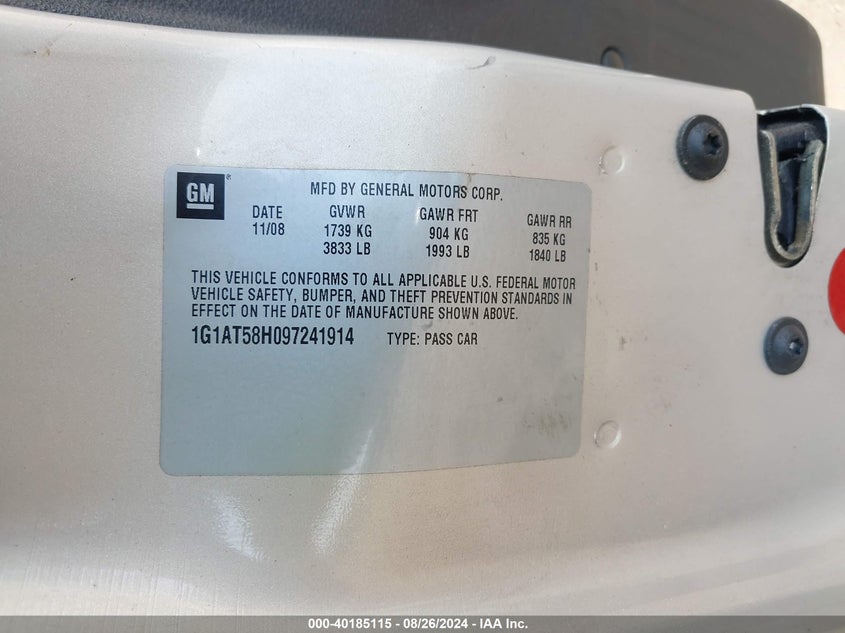 GM
MFD BY GENERAL MOTORS CORP.
DATE GVWR GAWR FRT GAWR RR
11/08 1739 KG 904 KG 835 KG
3833 LB 1993 LB 1840 LB
THIS VEHICLE CONFORMS TO ALL APPLICABLE U.S. FEDERAL MOTOR
VEHICLE SAFETY, BUMPER, AND THEFT PREVENTION STANDARDS IN
EFFECT ON THE DATE OF MANUFACTURE SHOWN ABOVE.
1G1AT58H097241914 TYPE: PASS CAR
000-40185115 - 08/26/2024 - IAA Inc.